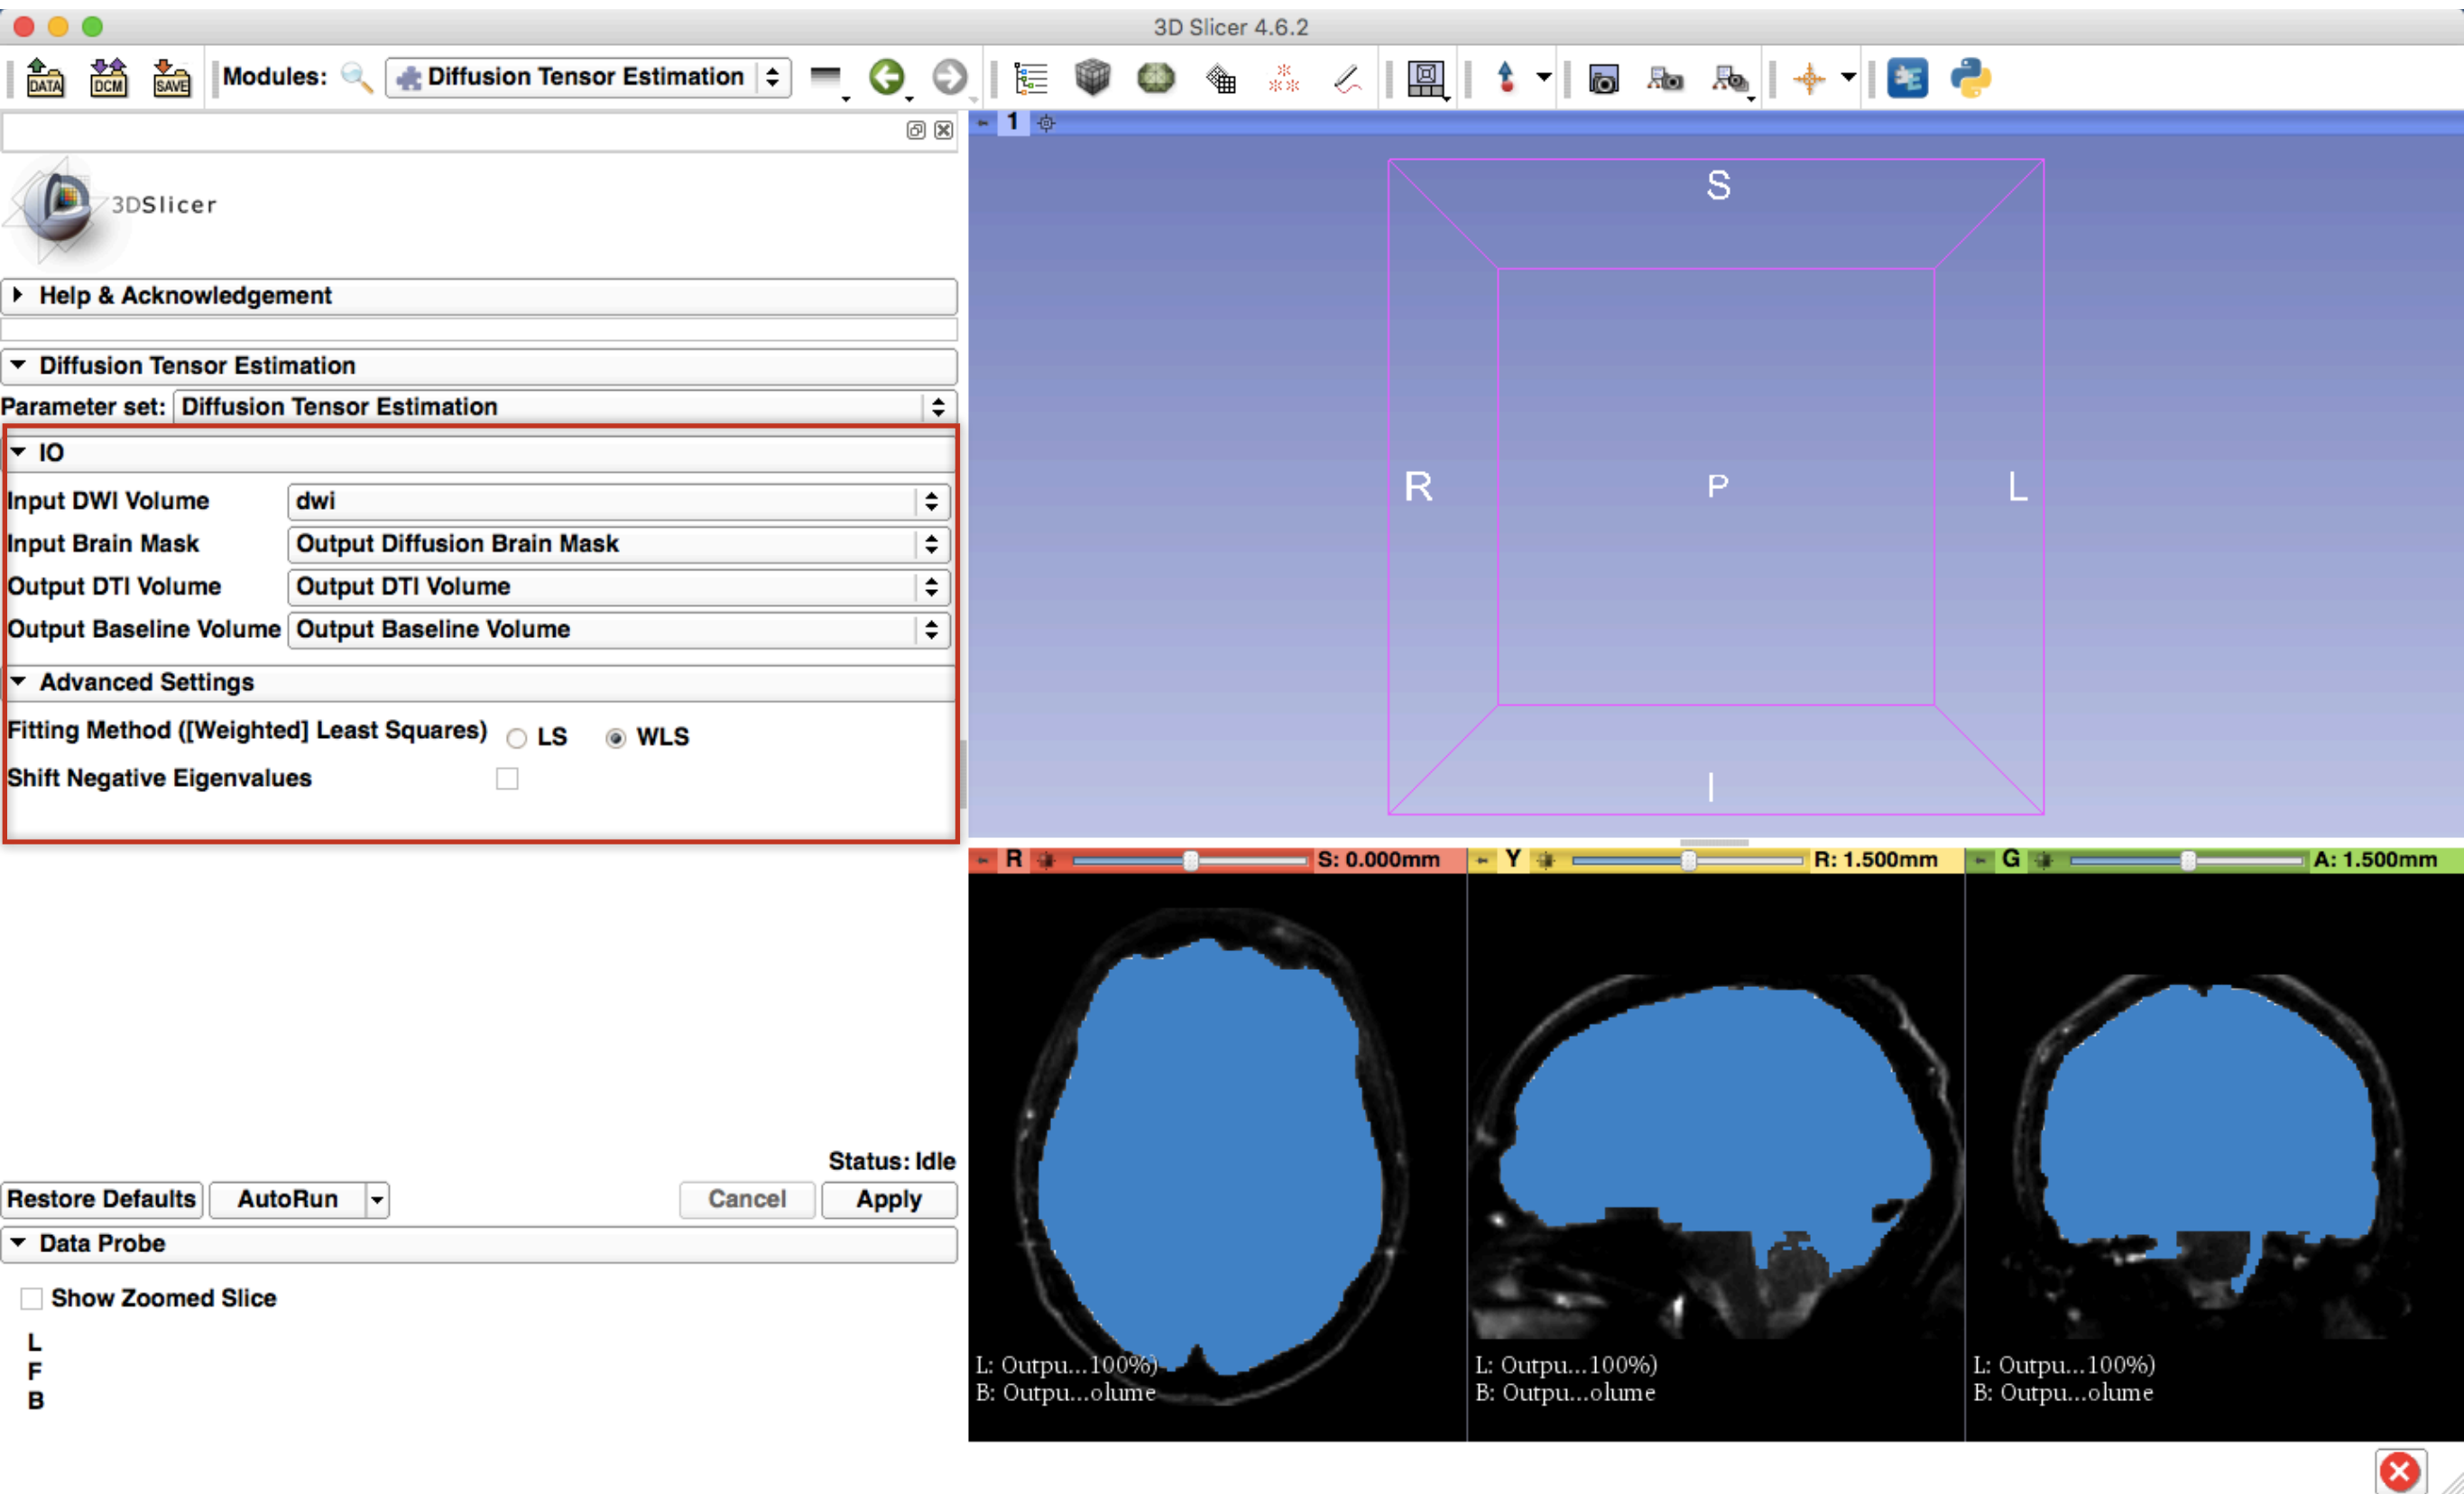 3D Slicer 4.6.2
DATA DCM SAVE Modules: Diffusion Tensor Estimation
1
3DSlicer
Help & Acknowledgement
Diffusion Tensor Estimation
Parameter set: Diffusion Tensor Estimation
IO
Input DWI Volume dwi
Input Brain Mask Output Diffusion Brain Mask
Output DTI Volume Output DTI Volume
Output Baseline Volume Output Baseline Volume
Advanced Settings
Fitting Method ([Weighted] Least Squares) LS WLS
Shift Negative Eigenvalues
Status: Idle
Restore Defaults AutoRun Cancel Apply
Data Probe
Show Zoomed Slice
L
F
B
S
R P L
I
R S: 0.000mm
Y R: 1.500mm
G A: 1.500mm
L: Outpu...100%)
B: Outpu...olume
L: Outpu...100%)
B: Outpu...olume
L: Outpu...100%)
B: Outpu...olume